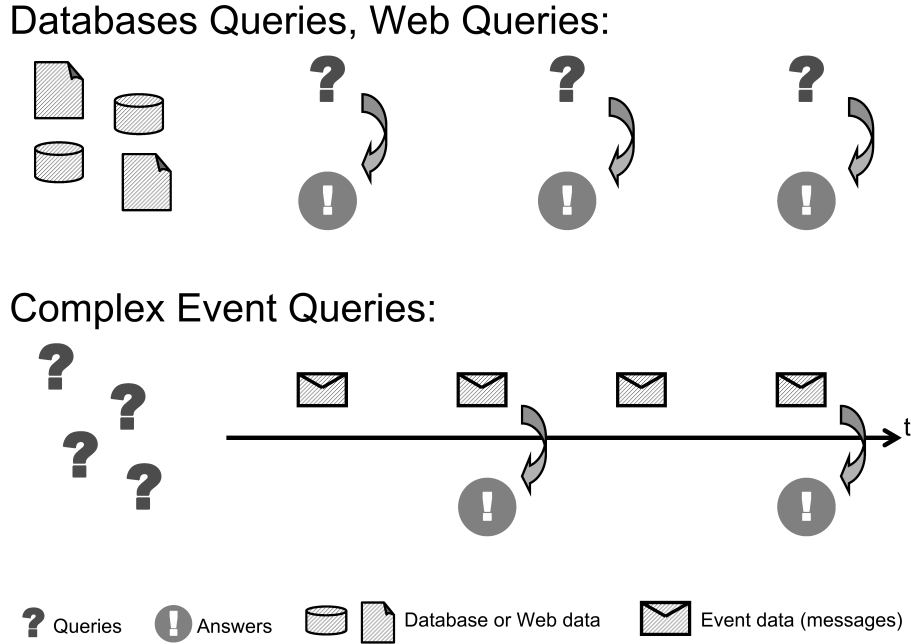 Databases Queries, Web Queries:
?
?
?
!
!
!
Complex Event Queries:
?
?
?
?
t
!
!
? Queries
! Answers
Database or Web data
Event data (messages)